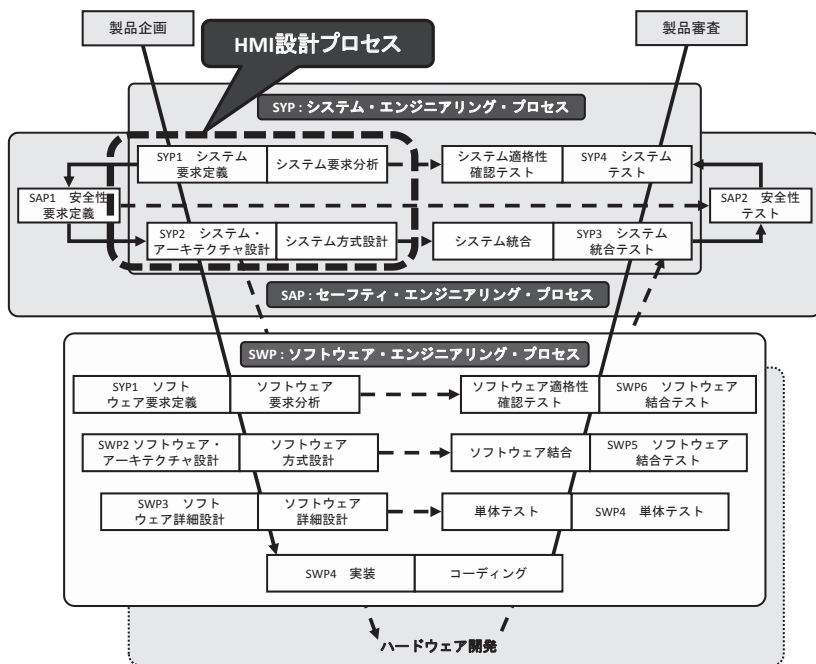 製品企画
製品審査
HMI設計プロセス
SYP : システム・エンジニアリング・プロセス
SYP1 システム
要求定義
システム要求分析
システム適格性
確認テスト
SYP4 システム
テスト
SAP1 安全性
要求定義
SAP2 安全性
テスト
SYP2 システム・
アーキテクチャ設計
システム方式設計
システム統合
SYP3 システム
統合テスト
SAP : セーフティ・エンジニアリング・プロセス
SWP : ソフトウェア・エンジニアリング・プロセス
SYP1 ソフト
ウェア要求定義
ソフトウェア
要求分析
ソフトウェア適格性
確認テスト
SWP6 ソフトウェア
結合テスト
SWP2 ソフトウェア・
アーキテクチャ設計
ソフトウェア
方式設計
ソフトウェア結合
SWP5 ソフトウェア
結合テスト
SWP3 ソフト
ウェア詳細設計
ソフトウェア
詳細設計
単体テスト
SWP4 単体テスト
SWP4 実装
コーディング
ハードウェア開発